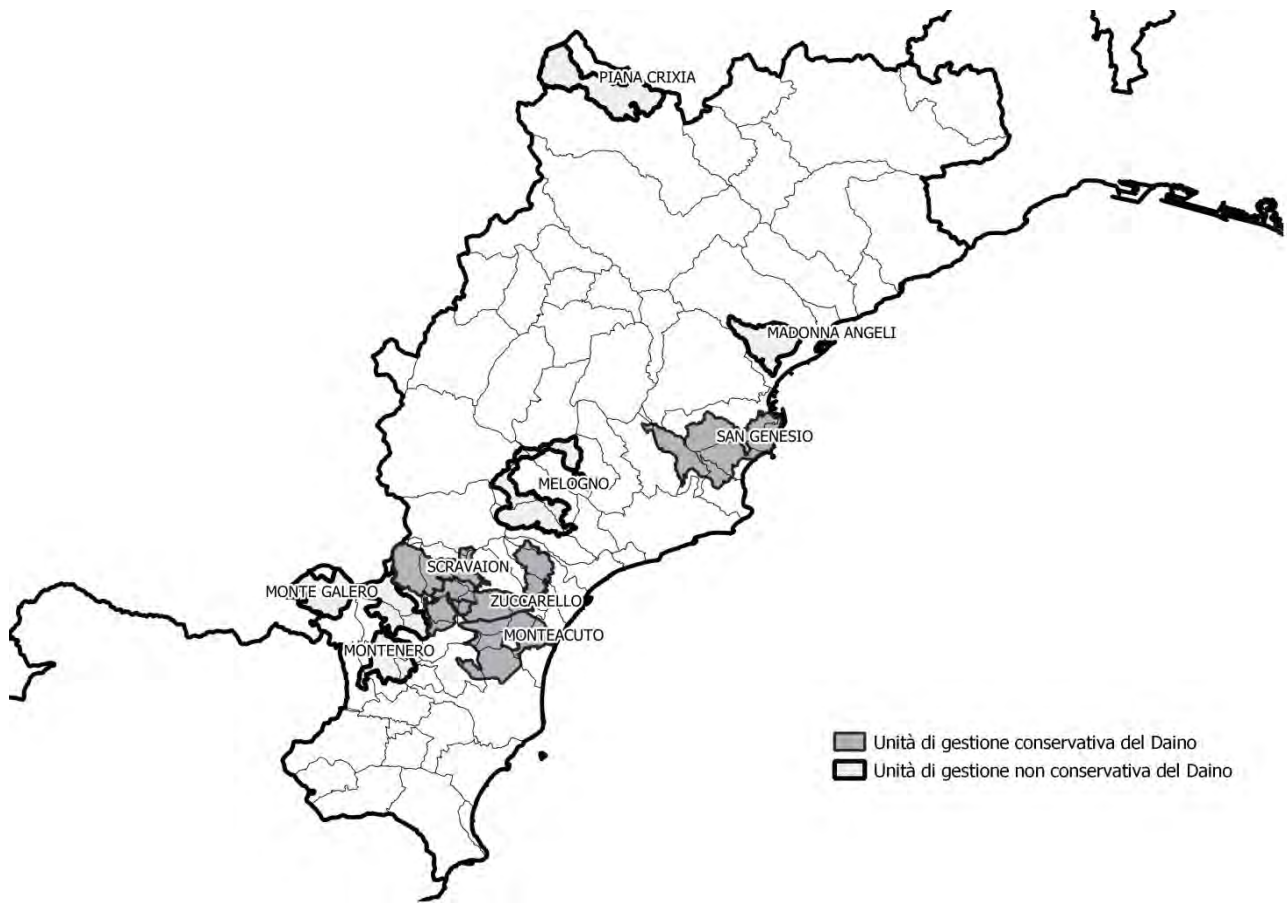 PIANA CRIXIA
MADONNA ANGELI
SAN GENESIO
MELOGNO
SCRAVAION
MONTE GALERO
ZUCCARELLO
MONTEACUTO
MONTENERO
Unità di gestione conservativa del Daino
Unità di gestione non conservativa del Daino